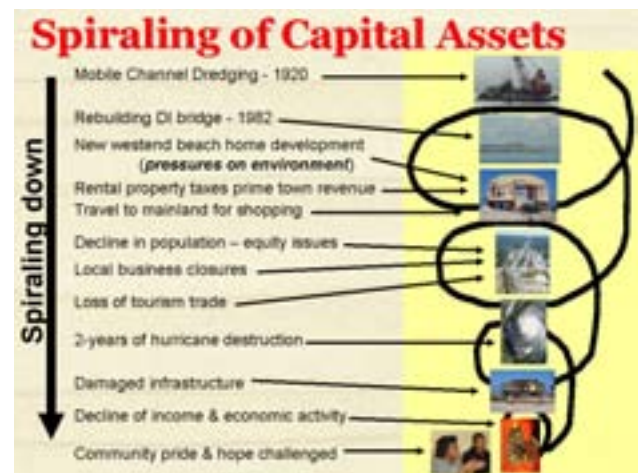 Spiraling of Capital Assets
Mobile Channel Dredging - 1920
Rebuilding DI bridge - 1982
New westend beach home development
(pressures on environment)
Rental property taxes prime town revenue
Travel to mainland for shopping
Decline in population – equity issues
Local business closures
Loss of tourism trade
2-years of hurricane destruction
Damaged infrastructure
Decline of income & economic activity
Community pride & hope challenged
Spiraling down